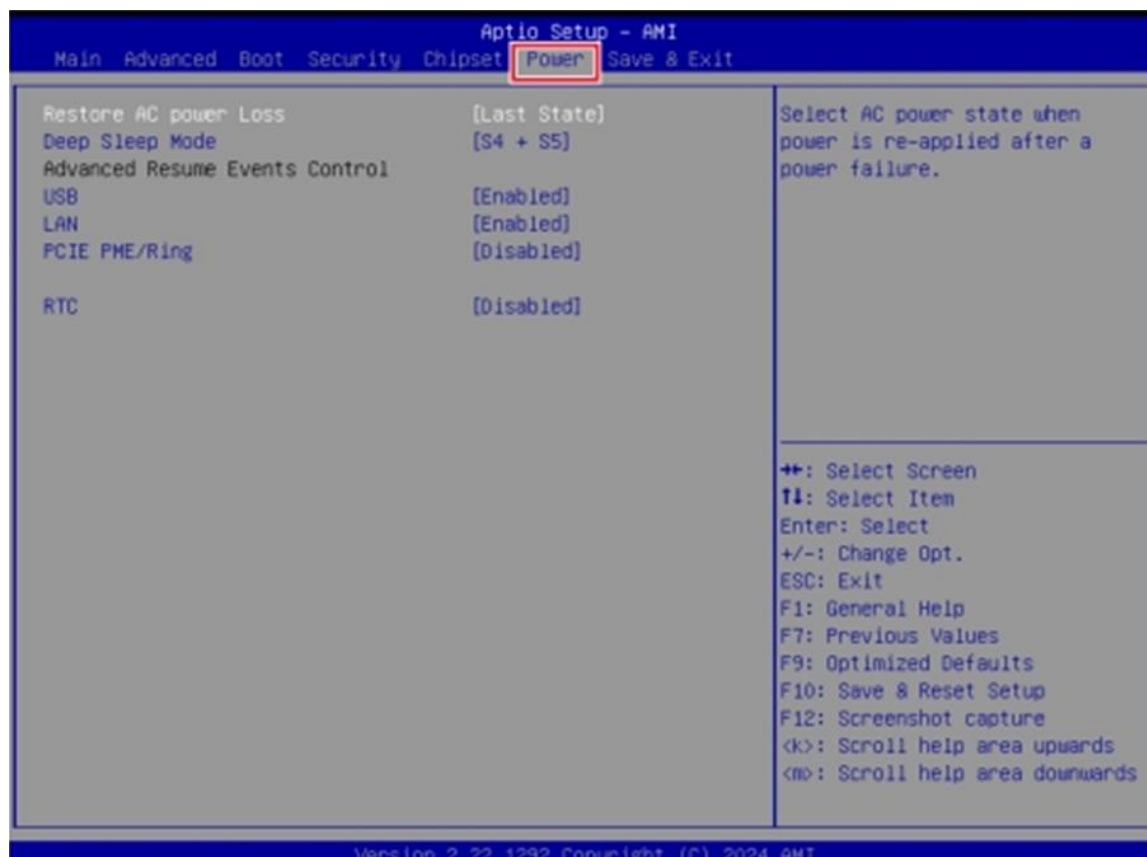 Aptio Setup - AMI
Main Advanced Boot Security Chipset Power Save & Exit
Restore AC power Loss [Last State]
Deep Sleep Mode [S4 + S5]
Advanced Resume Events Control
USB [Enabled]
LAN [Enabled]
PCIE PME/Ring [Disabled]
RTC [Disabled]
Select AC power state when
power is re-applied after a
power failure.
→←: Select Screen
↑↓: Select Item
Enter: Select
+/-: Change Opt.
ESC: Exit
F1: General Help
F7: Previous Values
F9: Optimized Defaults
F10: Save & Reset Setup
F12: Screenshot capture
<k>: Scroll help area upwards
<m>: Scroll help area downwards
Version 2.22.1292 Copyright (C) 2024 AMI